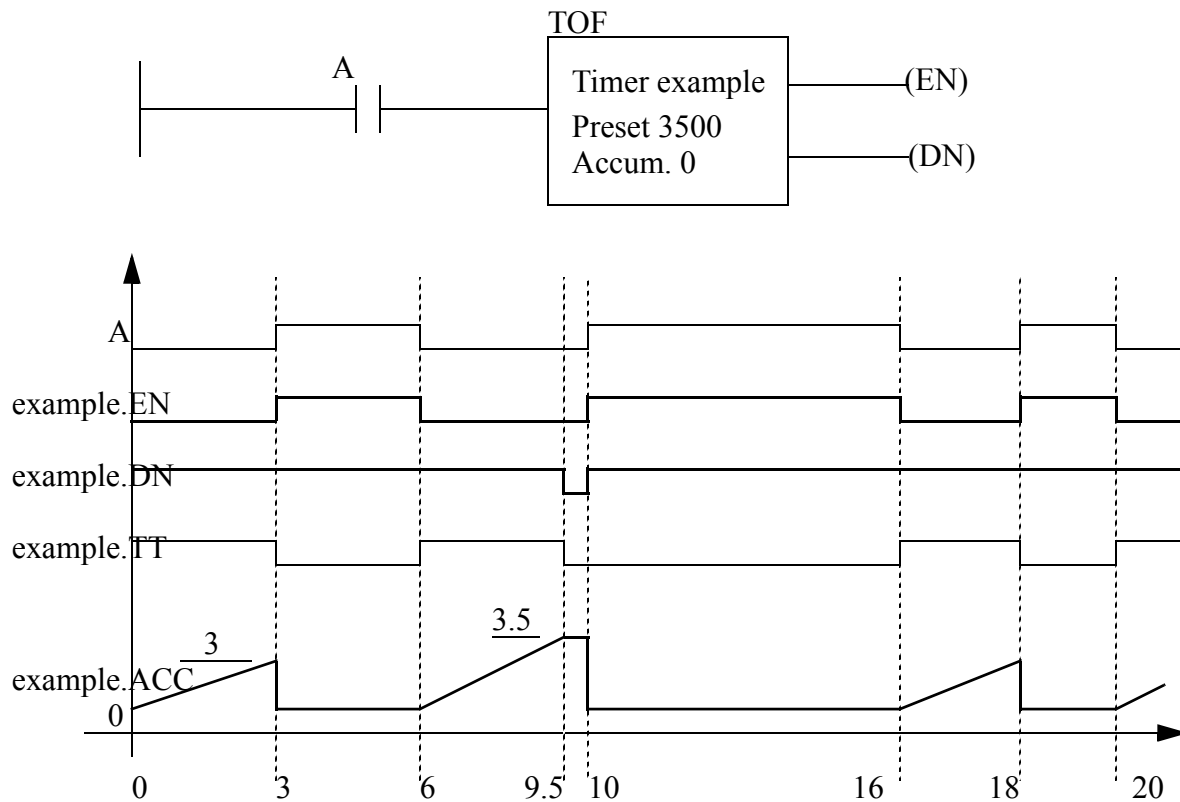 TOF
A
Timer example
(EN)
Preset 3500
Accum. 0
(DN)
A
example.EN
example.DN
example.TT
3
3.5
example.ACC
0
0 3 6 9.5 10 16 18 20